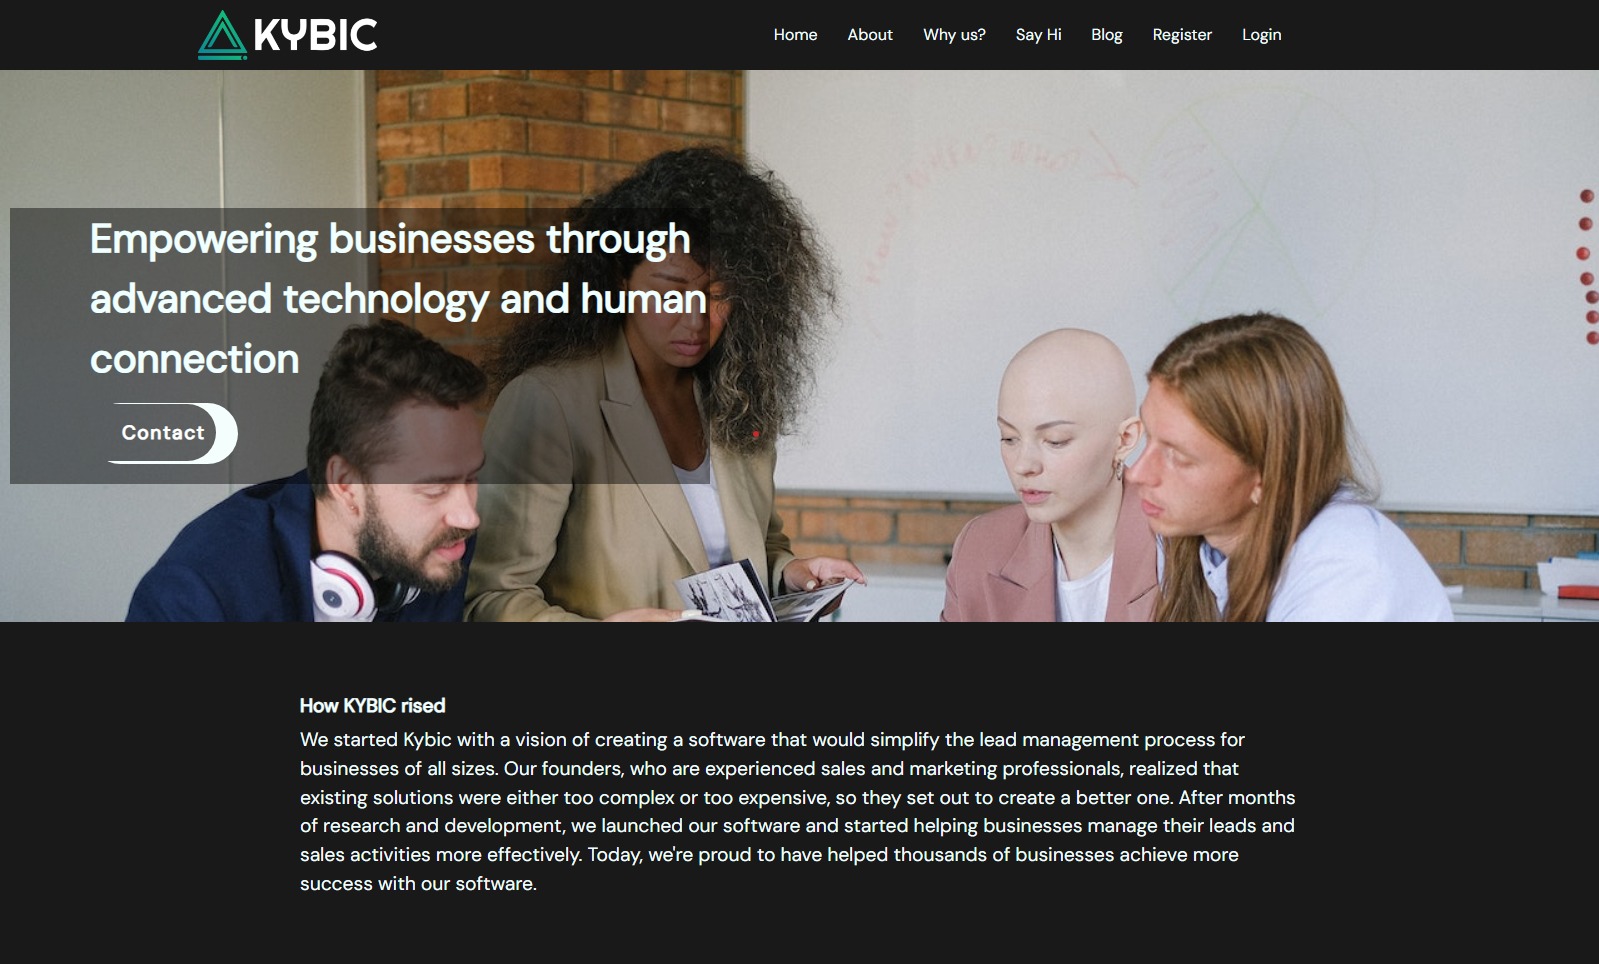 KYBIC
Home About Why us? Say Hi Blog Register Login
WHEN? WHO?
Empowering businesses through
advanced technology and human
connection
Contact
How KYBIC rised
We started Kybic with a vision of creating a software that would simplify the lead management process for
businesses of all sizes. Our founders, who are experienced sales and marketing professionals, realized that
existing solutions were either too complex or too expensive, so they set out to create a better one. After months
of research and development, we launched our software and started helping businesses manage their leads and
sales activities more effectively. Today, we're proud to have helped thousands of businesses achieve more
success with our software.